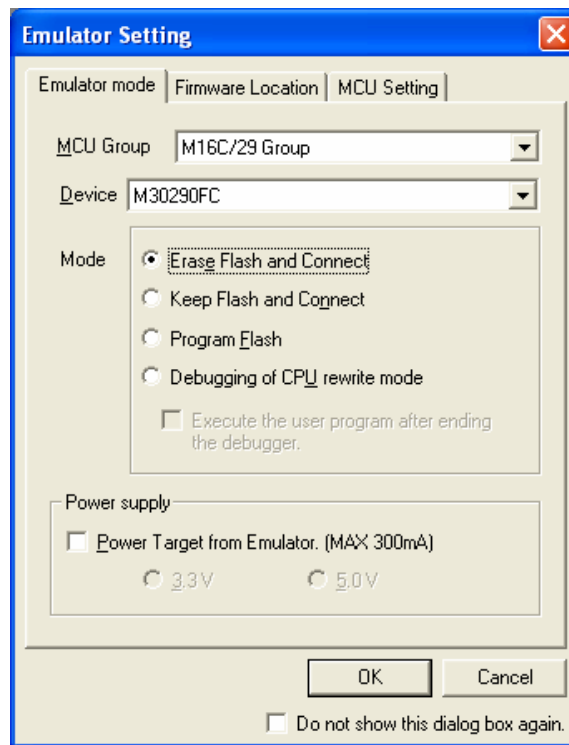 Emulator Setting
Emulator mode Firmware Location MCU Setting
MCU Group M16C/29 Group
Device M30290FC
Mode Erase Flash and Connect
Keep Flash and Connect
Program Flash
Debugging of CPU rewrite mode
Execute the user program after ending
the debugger.
Power supply
Power Target from Emulator. (MAX 300mA)
3.3 V 5.0 V
OK Cancel
Do not show this dialog box again.